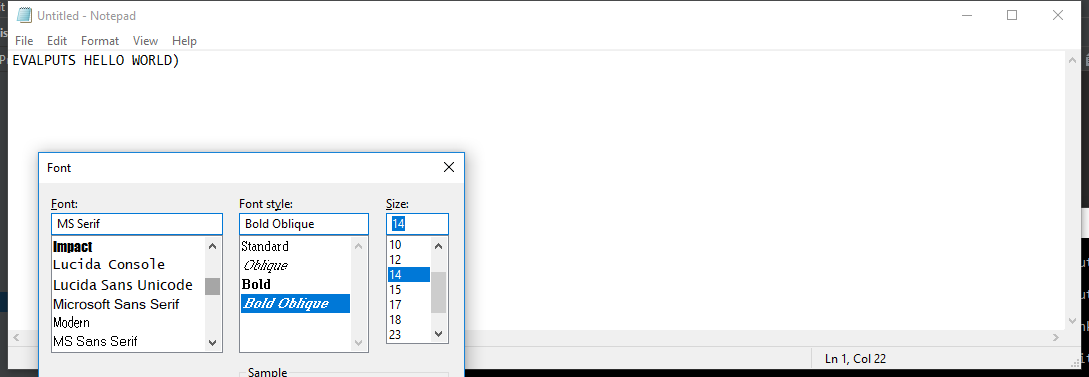 Untitled - Notepad
File Edit Format View Help
EVALPUTS HELLO WORLD)
Font
Font: Font style: Size:
MS Serif Bold Oblique 14
Impact Standard 10
Lucida Console Oblique 12
Lucida Sans Unicode Bold 14
Microsoft Sans Serif Bold Oblique 15
Modern 17
MS Sans Serif 18
23
Sample
Ln 1, Col 22